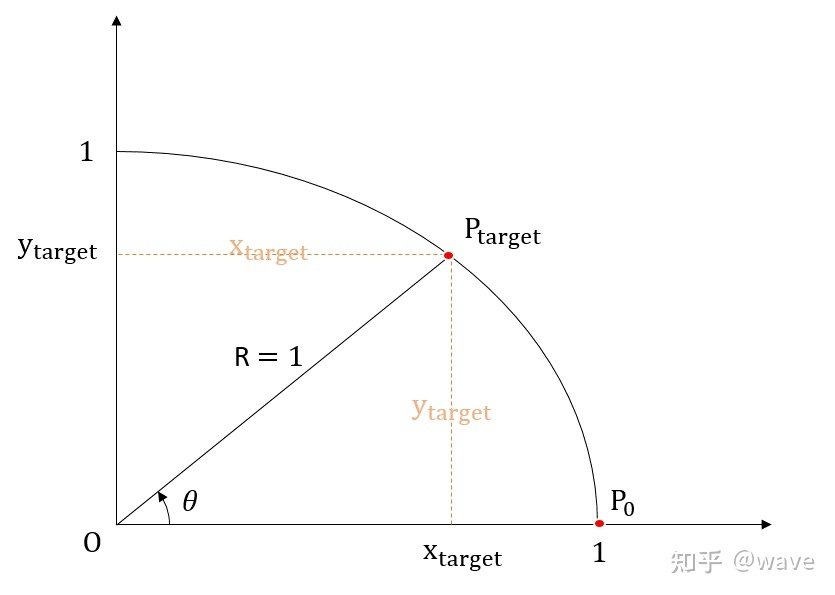 1
P_target
y_target
x_target
R = 1
y_target
θ
P_0
O
x_target
1
知乎 @wave